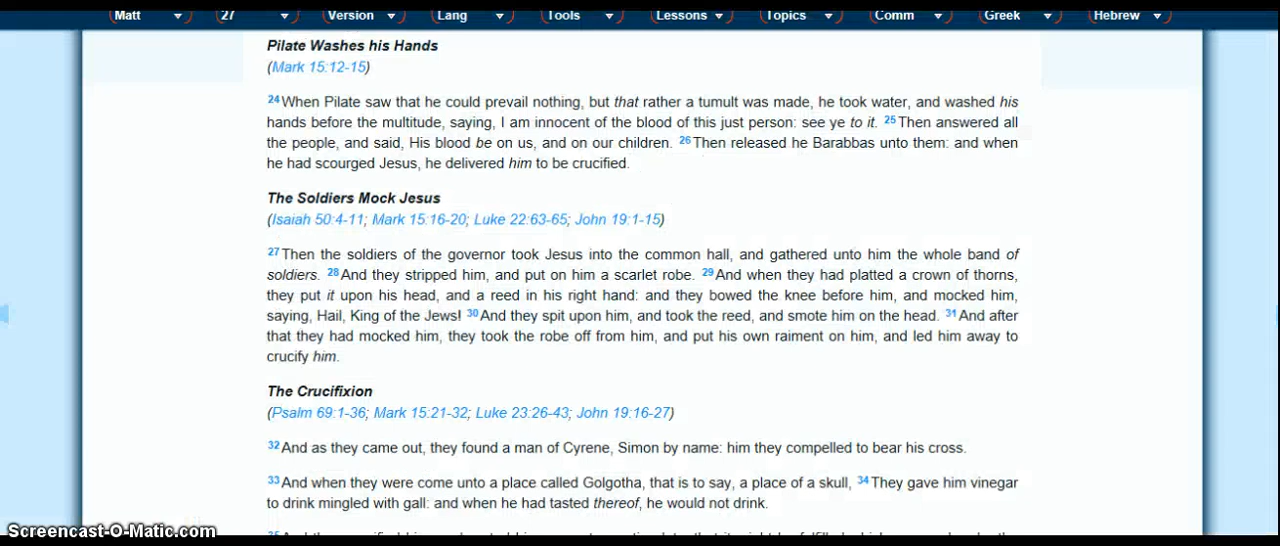 Matt 27 Version Lang Tools Lessons Topics Comm Greek Hebrew
Pilate Washes his Hands
(Mark 15:12-15)
24 When Pilate saw that he could prevail nothing, but that rather a tumult was made, he took water, and washed his
hands before the multitude, saying, I am innocent of the blood of this just person: see ye to it. 25 Then answered all
the people, and said, His blood be on us, and on our children. 26 Then released he Barabbas unto them: and when
he had scourged Jesus, he delivered him to be crucified.
The Soldiers Mock Jesus
(Isaiah 50:4-11; Mark 15:16-20; Luke 22:63-65; John 19:1-15)
27 Then the soldiers of the governor took Jesus into the common hall, and gathered unto him the whole band of
soldiers. 28 And they stripped him, and put on him a scarlet robe. 29 And when they had platted a crown of thorns,
they put it upon his head, and a reed in his right hand: and they bowed the knee before him, and mocked him,
saying, Hail, King of the Jews! 30 And they spit upon him, and took the reed, and smote him on the head. 31 And after
that they had mocked him, they took the robe off from him, and put his own raiment on him, and led him away to
crucify him.
The Crucifixion
(Psalm 69:1-36; Mark 15:21-32; Luke 23:26-43; John 19:16-27)
32 And as they came out, they found a man of Cyrene, Simon by name: him they compelled to bear his cross.
33 And when they were come unto a place called Golgotha, that is to say, a place of a skull, 34 They gave him vinegar
to drink mingled with gall: and when he had tasted thereof, he would not drink.
Screencast-O-Matic.com